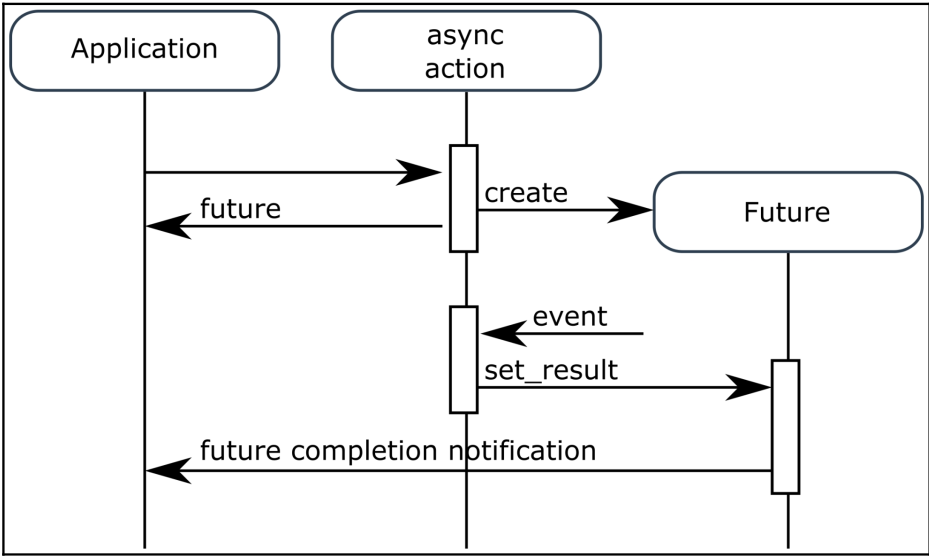 Application
async
action
create
future
Future
event
set_result
future completion notification